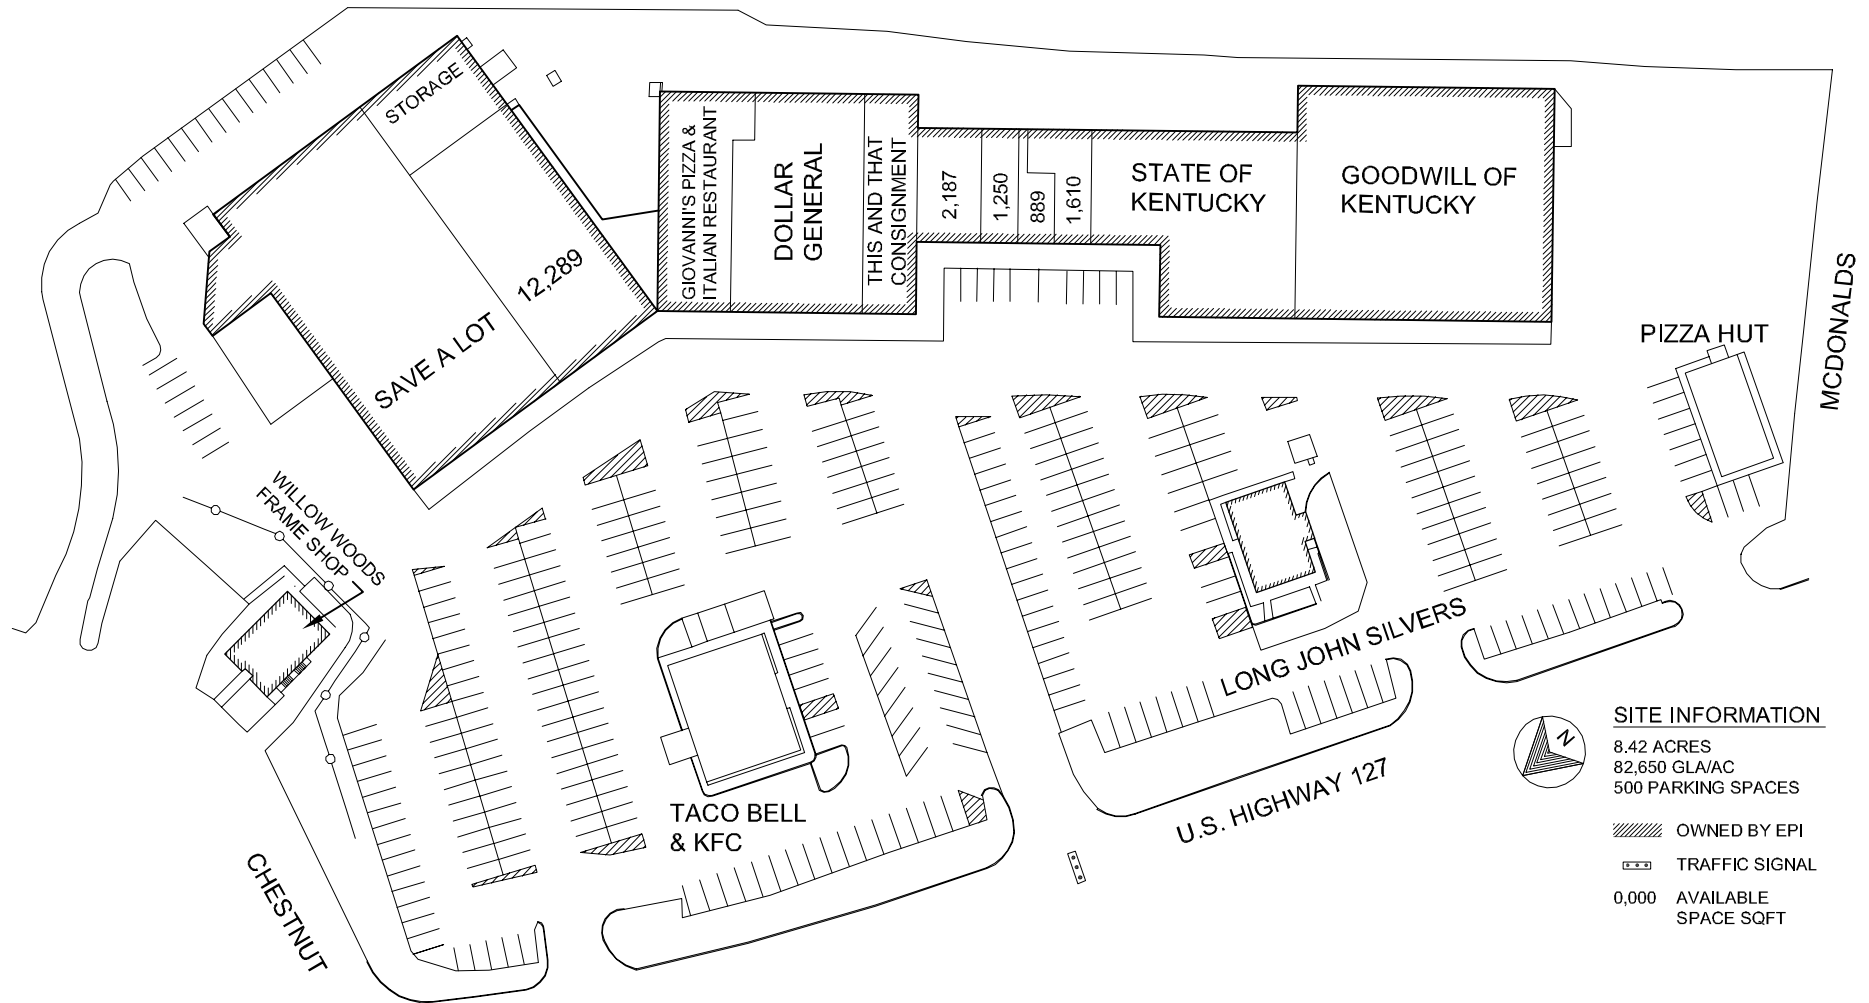 STORAGE
SAVE A LOT
12,289
GIOVANNI'S PIZZA &
ITALIAN RESTAURANT
DOLLAR
GENERAL
THIS AND THAT
CONSIGNMENT
2,187
1,250
889
1,610
STATE OF
KENTUCKY
GOODWILL OF
KENTUCKY
PIZZA HUT
MCDONALDS
WILLOW WOODS
FRAME SHOP
TACO BELL
& KFC
LONG JOHN SILVERS
U.S. HIGHWAY 127
CHESTNUT
N
SITE INFORMATION
8.42 ACRES
82,650 GLA/AC
500 PARKING SPACES
OWNED BY EPI
TRAFFIC SIGNAL
0,000 AVAILABLE
SPACE SQFT